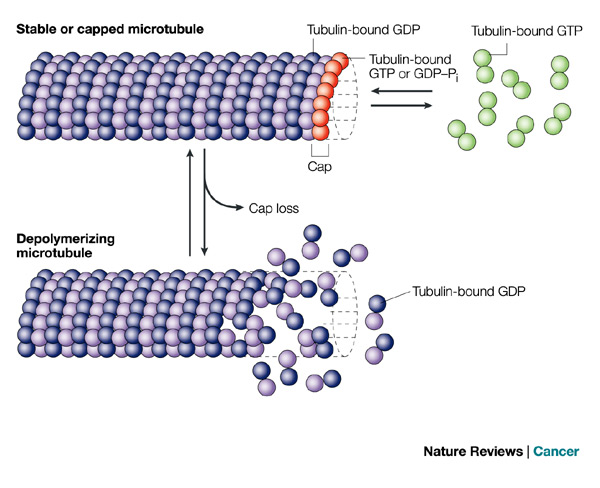 Stable or capped microtubule
Tubulin-bound GDP
Tubulin-bound GTP
Tubulin-bound
GTP or GDP–Pi
Cap
Cap loss
Depolymerizing
microtubule
Tubulin-bound GDP
Nature Reviews | Cancer